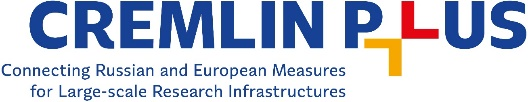 CREMLIN PLUS
Connecting Russian and European Measures
for Large-scale Research Infrastructures